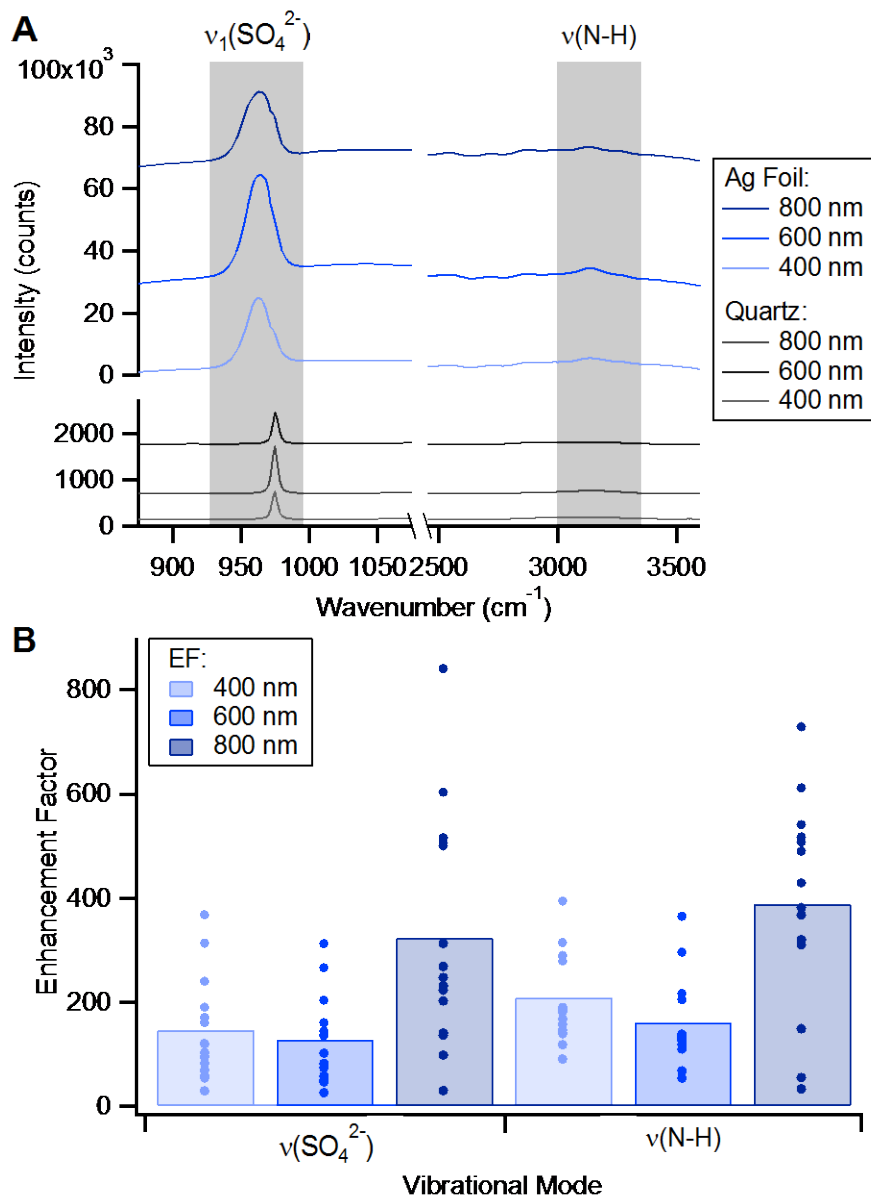 A
ν₁(SO₄²⁻)
ν(N-H)
100x10³
80
60
40
20
0
Intensity (counts)
2000
1000
0
900
950
1000
1050
2500
3000
3500
Wavenumber (cm⁻¹)
Ag Foil:
800 nm
600 nm
400 nm
Quartz:
800 nm
600 nm
400 nm
B
EF:
400 nm
600 nm
800 nm
800
600
400
200
0
Enhancement Factor
ν(SO₄²⁻)
ν(N-H)
Vibrational Mode